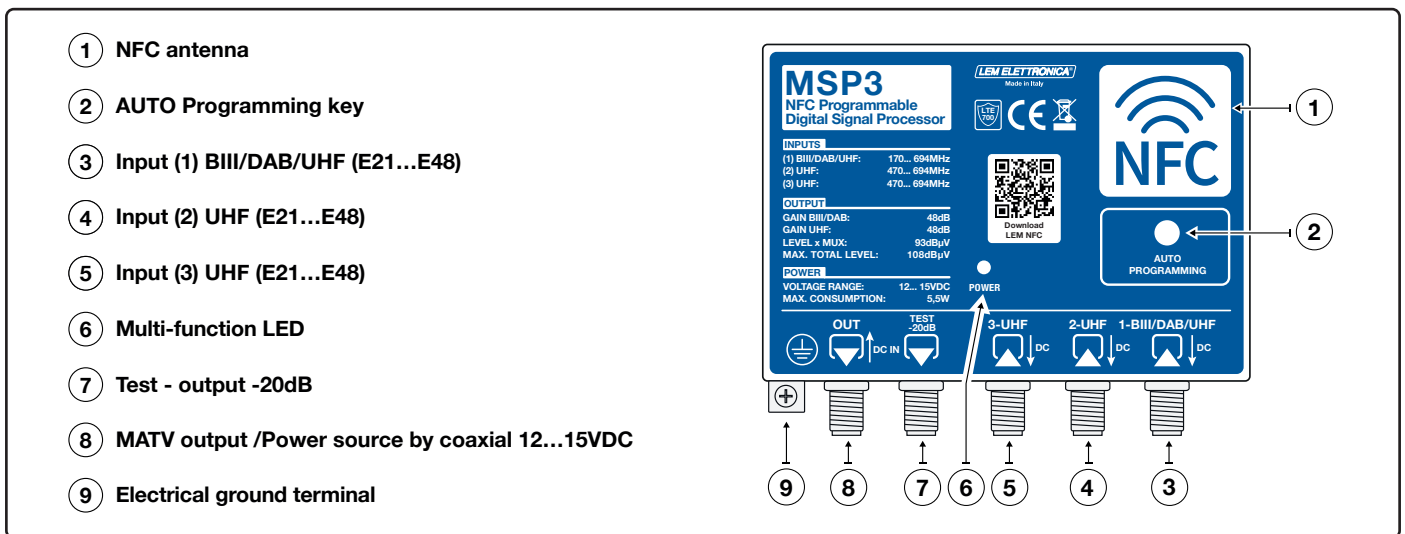 1 NFC antenna
2 AUTO Programming key
3 Input (1) BIII/DAB/UHF (E21…E48)
4 Input (2) UHF (E21…E48)
5 Input (3) UHF (E21…E48)
6 Multi-function LED
7 Test - output -20dB
8 MATV output /Power source by coaxial 12…15VDC
9 Electrical ground terminal
MSP3
NFC Programmable
Digital Signal Processor
LEM ELETTRONICA®
Made in Italy
LTE
700
CE
INPUTS
(1) BIII/DAB/UHF: 170... 694MHz
(2) UHF: 470... 694MHz
(3) UHF: 470... 694MHz
OUTPUT
GAIN BIII/DAB: 48dB
GAIN UHF: 48dB
LEVEL x MUX: 93dBµV
MAX. TOTAL LEVEL: 108dBµV
POWER
VOLTAGE RANGE: 12... 15VDC
MAX. CONSUMPTION: 5,5W
Download
LEM NFC
POWER
NFC
AUTO
PROGRAMMING
OUT
DC IN
TEST
-20dB
3-UHF
DC
2-UHF
DC
1-BIII/DAB/UHF
DC
1
2
9 8 7 6 5 4 3